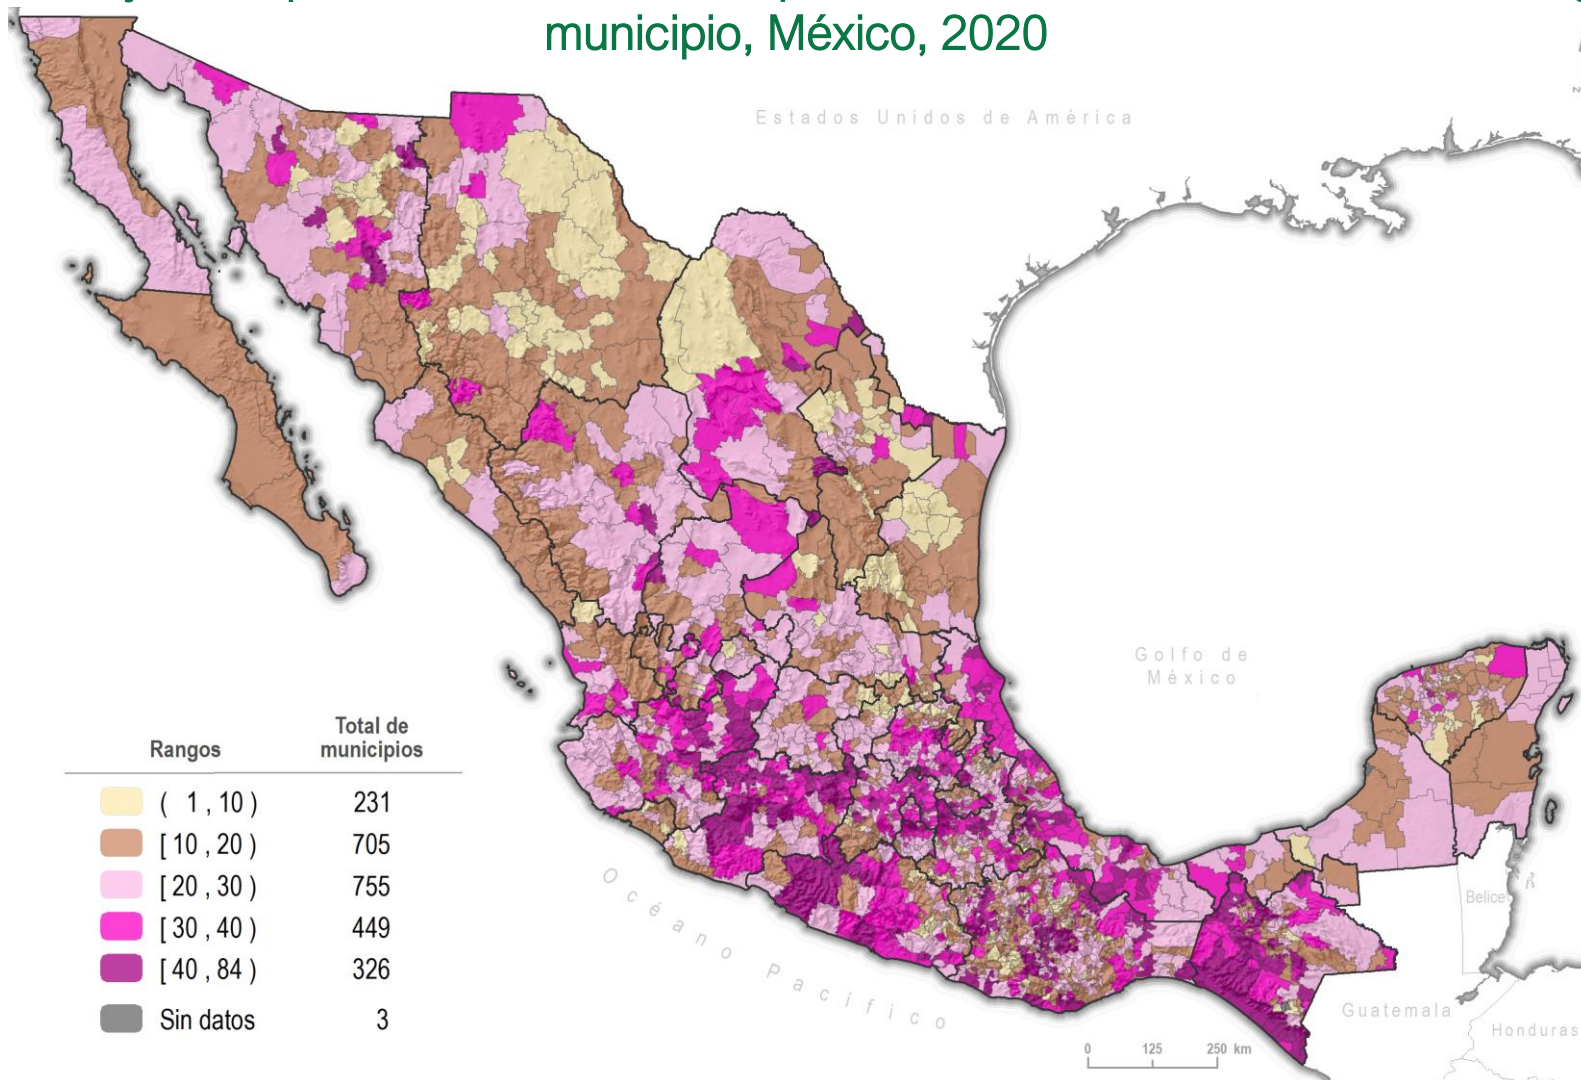 municipio, México, 2020
Estados Unidos de América
Golfo de
México
Rangos
Total de
municipios
( 1 , 10 ) 231
[ 10 , 20 ) 705
[ 20 , 30 ) 755
[ 30 , 40 ) 449
[ 40 , 84 ) 326
Sin datos 3
Océano Pacífico
Belice
Guatemala
Honduras
0 125 250 km